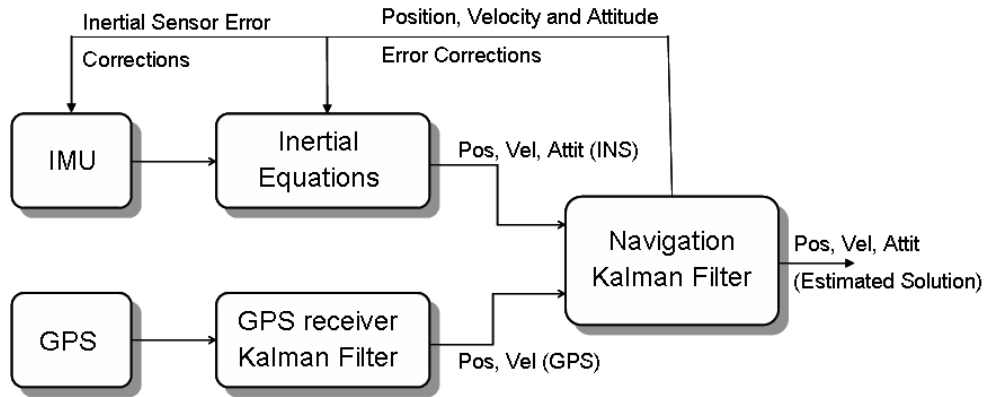 Inertial Sensor Error
Corrections
Position, Velocity and Attitude
Error Corrections
IMU
Inertial
Equations
Pos, Vel, Attit (INS)
Navigation
Kalman Filter
Pos, Vel, Attit
(Estimated Solution)
GPS
GPS receiver
Kalman Filter
Pos, Vel (GPS)